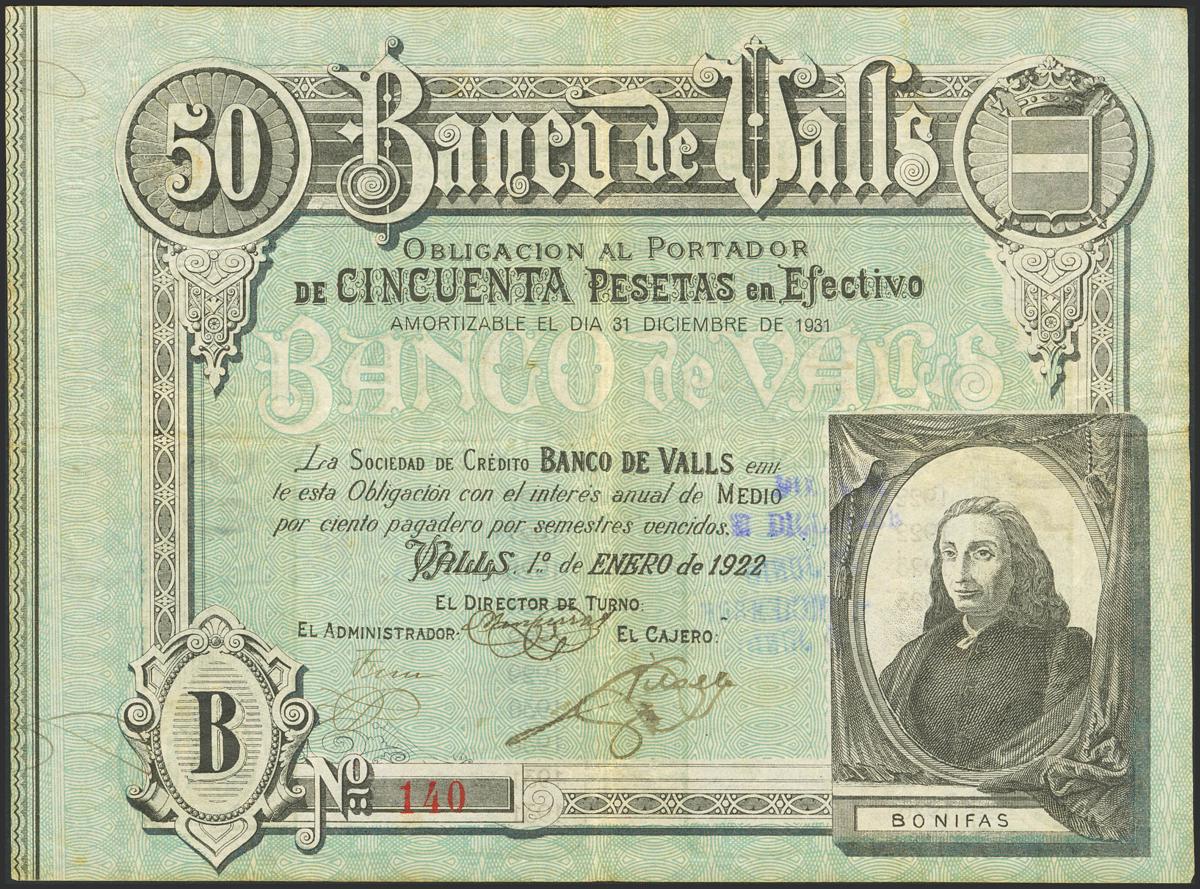 50
Banco de Valls
OBLIGACION AL PORTADOR
DE CINCUENTA PESETAS en Efectivo
AMORTIZABLE EL DIA 31 DICIEMBRE DE 1931
BANCO de VALLS
La SOCIEDAD DE CRÉDITO BANCO DE VALLS emi-
te esta Obligación con el interés anual de MEDIO
por ciento pagadero por semestres vencidos.
VALLS, 1º de ENERO de 1922
EL DIRECTOR DE TURNO:
EL ADMINISTRADOR: EL CAJERO:
B
Nº 140
BONIFAS